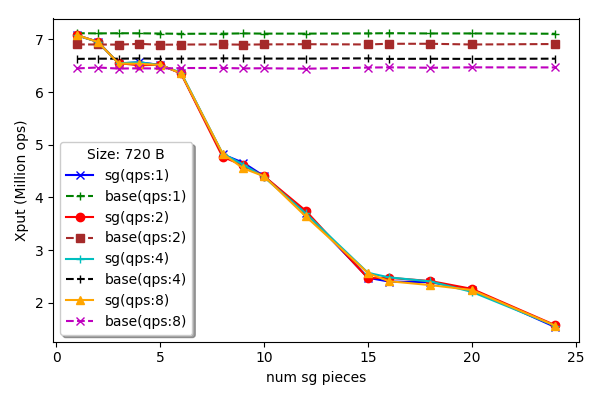 7
6
5
4
3
2
Xput (Million ops)
Size: 720 B
sg(qps:1)
base(qps:1)
sg(qps:2)
base(qps:2)
sg(qps:4)
base(qps:4)
sg(qps:8)
base(qps:8)
0 5 10 15 20 25
num sg pieces